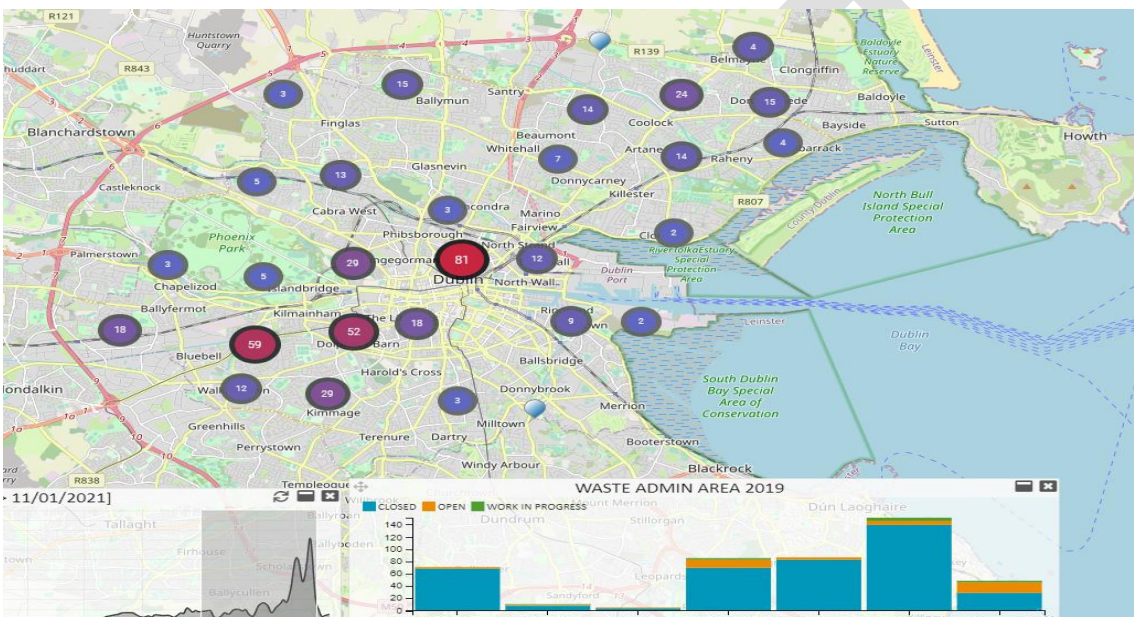 R121
Huntstown
Quarry
R139
4
Belmayne
Baldoyle
Estuary
Nature
Reserve
Leinster
huddart
R843
Clongriffin
3
15
Ballymun
Santry
24
15
Baldoyle
14
Finglas
Coolock
Sutton
Blanchardstown
Beaumont
Bayside
Howth
Whitehall
4
Glasnevin
7
Artane
14
Raheny
Castleknock
5
13
Donnycarney
Killester
North Bull
Island Special
Protection
Area
County Dublin
R807
Cabra West
3
Marino
Phoenix
Park
Phibsborough
Fairview
2
Palmerstown
North Strand
River Tolka Estuary
Special
Protection
Area
3
29
81
12
Dublin
Port
5
Dublin
North Wall
Chapelizod
Islandbridge
Ballyfermot
Kilmainham
18
52
18
9
2
Leinster
Dublin
Bay
59
Bluebell
Ballsbridge
Harold's Cross
12
29
Donnybrook
South Dublin
Bay Special
Area of
Conservation
3
Kimmage
Milltown
Merrion
Greenhills
Terenure
Dartry
Perrystown
Booterstown
Windy Arbour
Blackrock
R838
Templeogue
11/01/2021]
WASTE ADMIN AREA 2019
CLOSED OPEN WORK IN PROGRESS
Mount Merrion
Dún Laoghaire
Tallaght
Dundrum
Stillorgan
Firhouse
Ballycullen
Sandyford
140
120
100
80
60
40
20
0